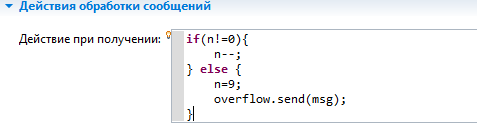 Действия обработки сообщений
Действие при получении:
if(n!=0){
    n--;
} else {
    n=9;
    overflow.send(msg);
}